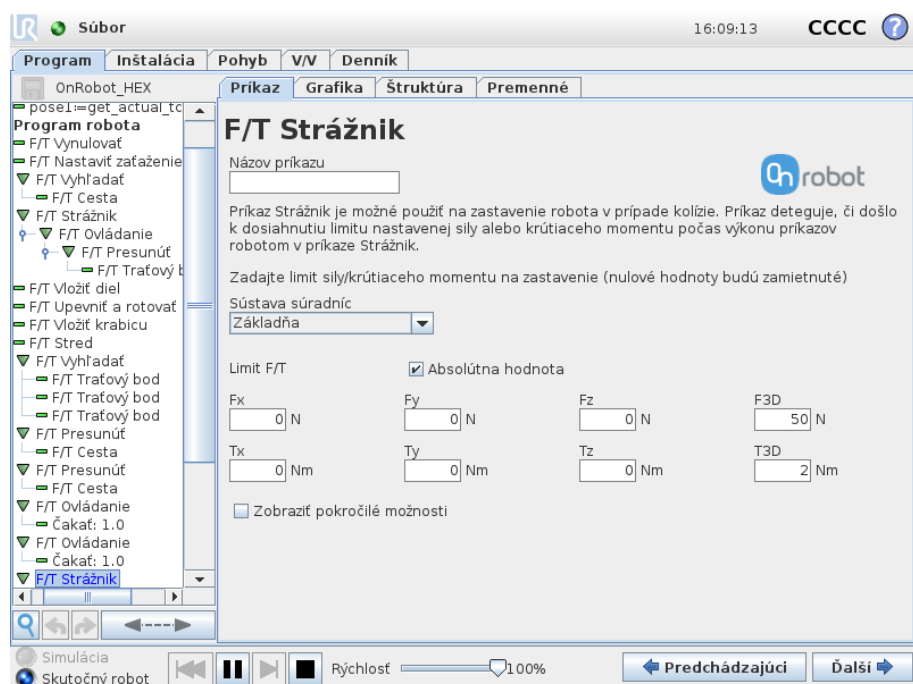 Súbor
16:09:13
CCCC
?
Program Inštalácia Pohyb V/V Denník
OnRobot_HEX
Príkaz Grafika Štruktúra Premenné
pose1:=get_actual_tc
Program robota
F/T Vynulovať
F/T Nastaviť zaťaženie
F/T Vyhľadať
F/T Cesta
F/T Strážnik
F/T Ovládanie
F/T Presunúť
F/T Traťový b
F/T Vložiť diel
F/T Upevniť a rotovať
F/T Vložiť krabicu
F/T Stred
F/T Vyhľadať
F/T Traťový bod
F/T Traťový bod
F/T Traťový bod
F/T Presunúť
F/T Cesta
F/T Presunúť
F/T Cesta
F/T Ovládanie
Čakať: 1.0
F/T Ovládanie
Čakať: 1.0
F/T Strážnik
F/T Strážnik
Názov príkazu
On robot
Príkaz Strážnik je možné použiť na zastavenie robota v prípade kolízie. Príkaz deteguje, či došlo
k dosiahnutiu limitu nastavenej sily alebo krútiaceho momentu počas výkonu príkazov
robotom v príkaze Strážnik.
Zadajte limit sily/krútiaceho momentu na zastavenie (nulové hodnoty budú zamietnuté)
Sústava súradníc
Základňa
Limit F/T Absolútna hodnota
Fx Fy Fz F3D
0 N 0 N 0 N 50 N
Tx Ty Tz T3D
0 Nm 0 Nm 0 Nm 2 Nm
Zobraziť pokročilé možnosti
Simulácia
Skutočný robot
Rýchlosť 100%
Predchádzajúci
Ďalší